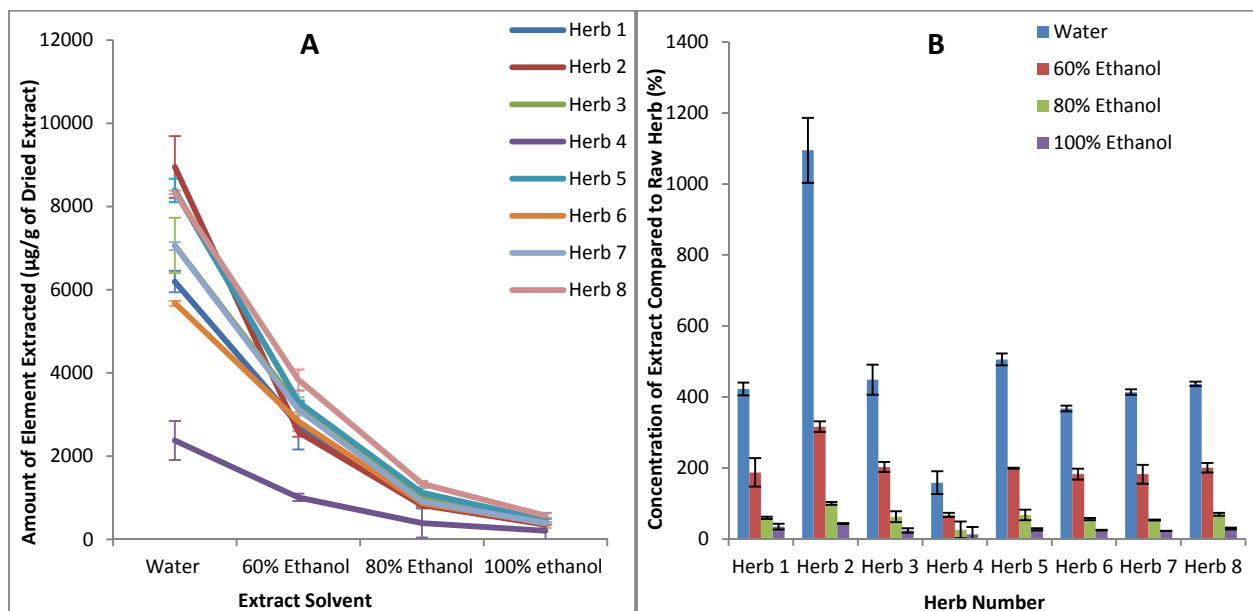 A
12000
10000
8000
6000
4000
2000
0
Amount of Element Extracted (µg/g of Dried Extract)
Water 60% Ethanol 80% Ethanol 100% ethanol
Extract Solvent
Herb 1
Herb 2
Herb 3
Herb 4
Herb 5
Herb 6
Herb 7
Herb 8
B
1400
1200
1000
800
600
400
200
0
Concentration of Extract Compared to Raw Herb (%)
Herb 1 Herb 2 Herb 3 Herb 4 Herb 5 Herb 6 Herb 7 Herb 8
Herb Number
Water
60% Ethanol
80% Ethanol
100% Ethanol